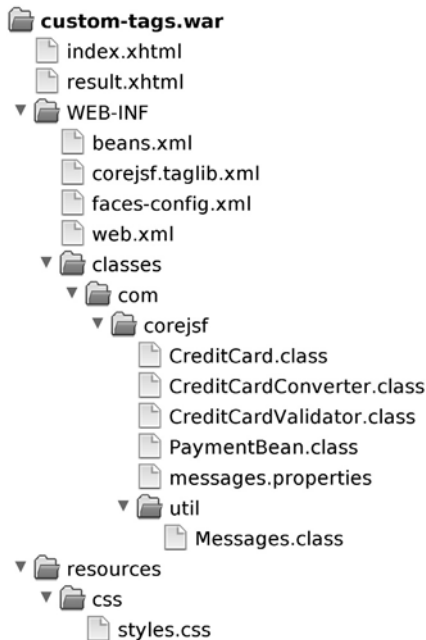 custom-tags.war
index.xhtml
result.xhtml
WEB-INF
beans.xml
corejsf.taglib.xml
faces-config.xml
web.xml
classes
com
corejsf
CreditCard.class
CreditCardConverter.class
CreditCardValidator.class
PaymentBean.class
messages.properties
util
Messages.class
resources
css
styles.css